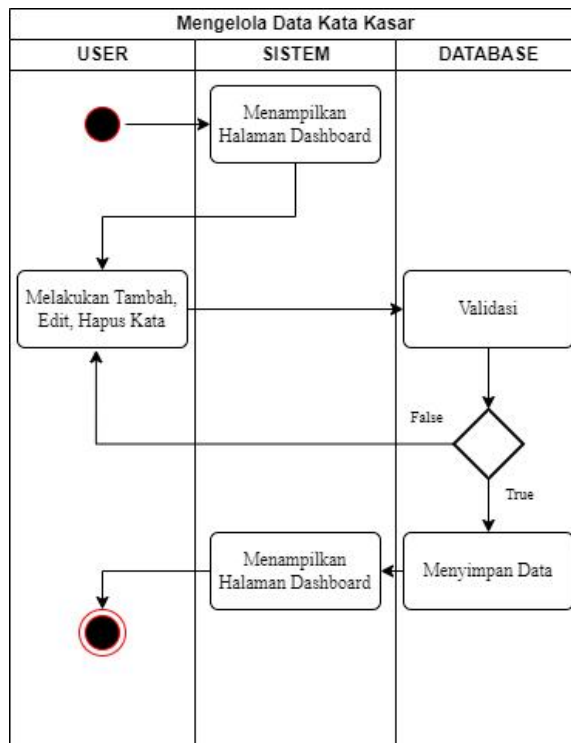 Mengelola Data Kata Kasar
USER
SISTEM
DATABASE
Menampilkan
Halaman Dashboard
Melakukan Tambah,
Edit, Hapus Kata
Validasi
False
True
Menampilkan
Halaman Dashboard
Menyimpan Data